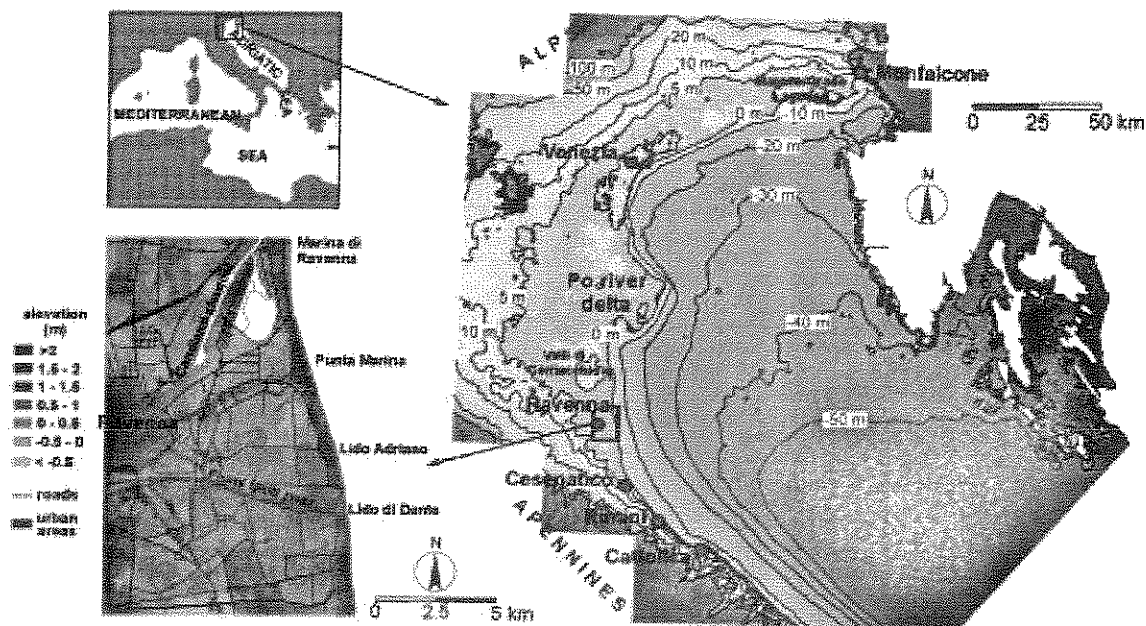 ADRIATIC
MEDITERRANEAN
SEA
Marina di
Ravenna
elevation
(m)
>2
1.5 - 2
1 - 1.5
0.5 - 1
0 - 0.5
-0.5 - 0
< -0.5
roads
urban
areas
Ravenna
Punta Marina
Lido Adriano
Lido di Dante
N
0 2.5 5 km
20 m
100 m
50 m
10 m
5 m
Monfalcone
0 m
-10 m
0 25 50 km
-20 m
Venezia
N
-30 m
Po river
delta
5 m
10 m
0 m
-40 m
Ravenna
-50 m
Cesenatico
Rimini
APENNINES